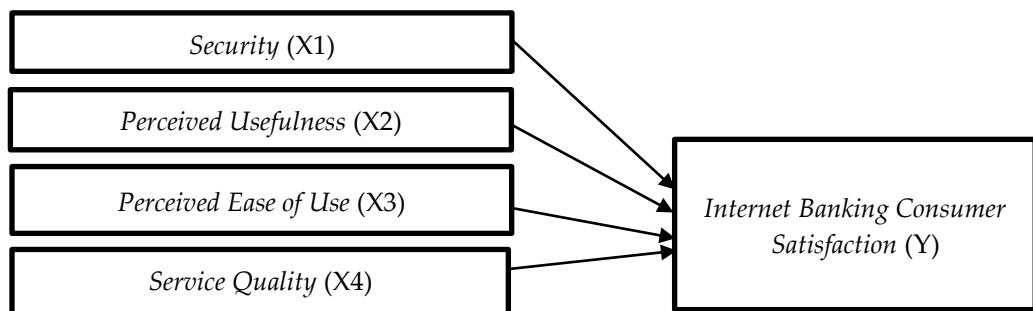 Security (X1)
Perceived Usefulness (X2)
Perceived Ease of Use (X3)
Service Quality (X4)
Internet Banking Consumer
Satisfaction (Y)